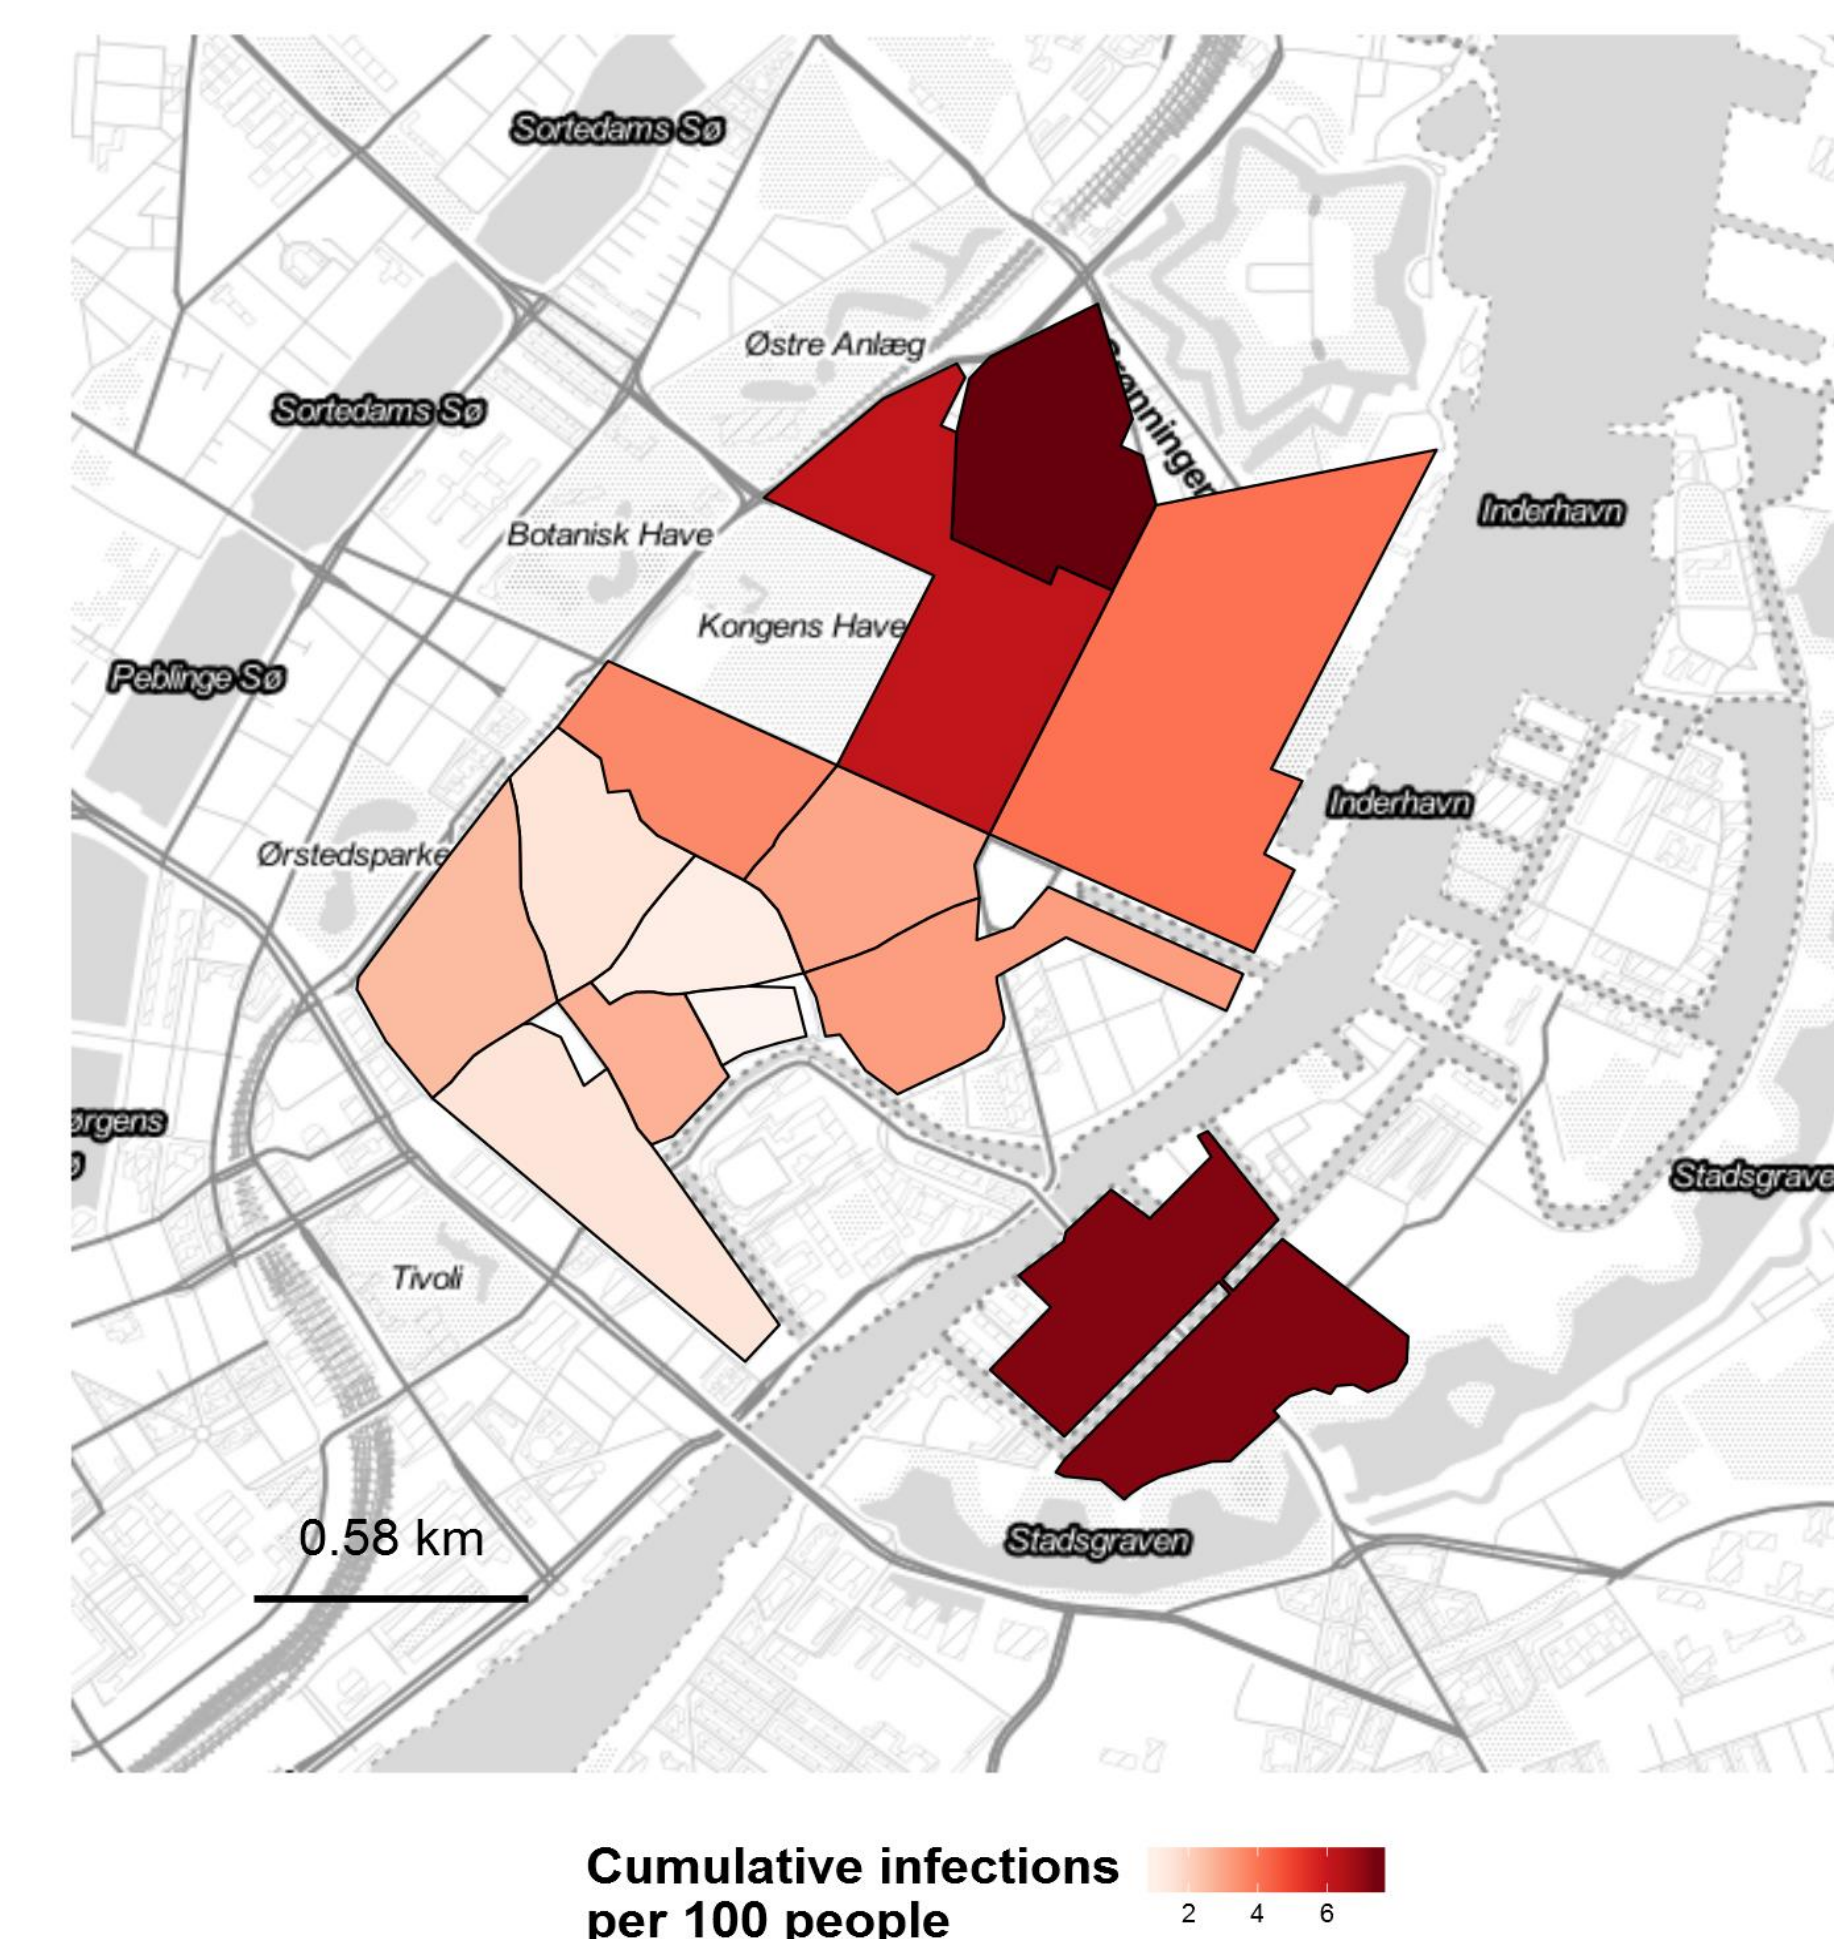 Sortedams Sø
Østre Anlæg
Sortedams Sø
Inderhavn
Botanisk Have
Kongens Have
Peblinge Sø
Inderhavn
Ørstedsparke
Stadsgrave
Tivoli
0.58 km
Stadsgraven
Cumulative infections
per 100 people
2 4 6